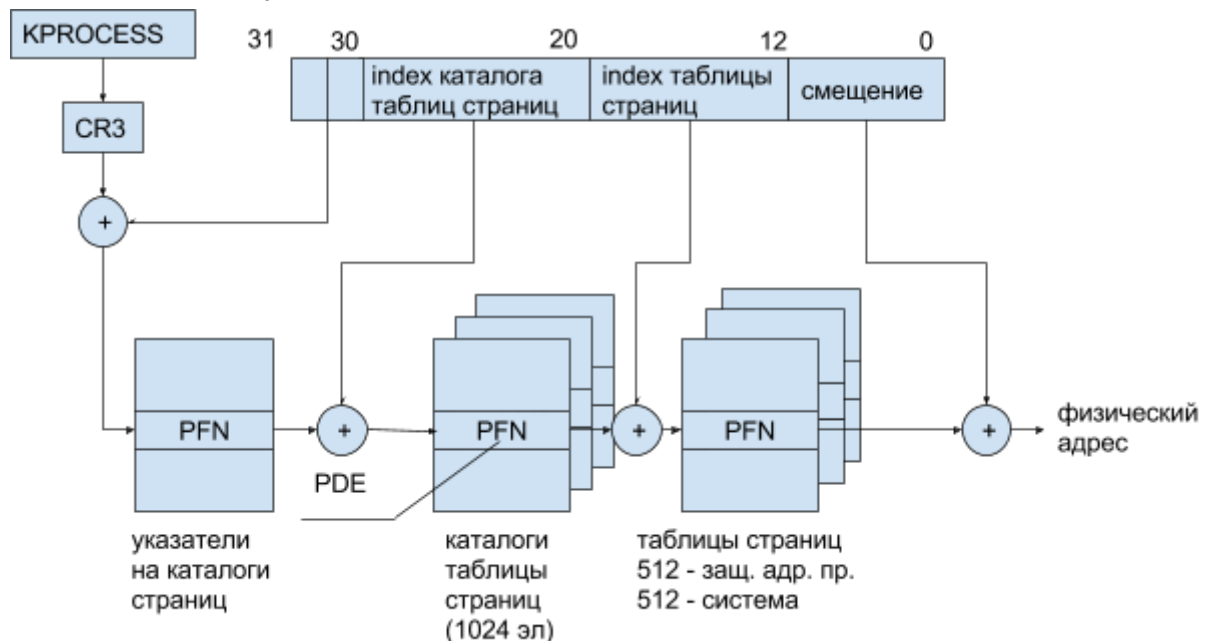 KPROCESS
31
30
20
12
0
index каталога
таблиц страниц
index таблицы
страниц
смещение
CR3
+
PFN
+
PFN
+
PFN
+
физический
адрес
PDE
указатели
на каталоги
страниц
каталоги
таблицы
страниц
(1024 эл)
таблицы страниц
512 - защ. адр. пр.
512 - система